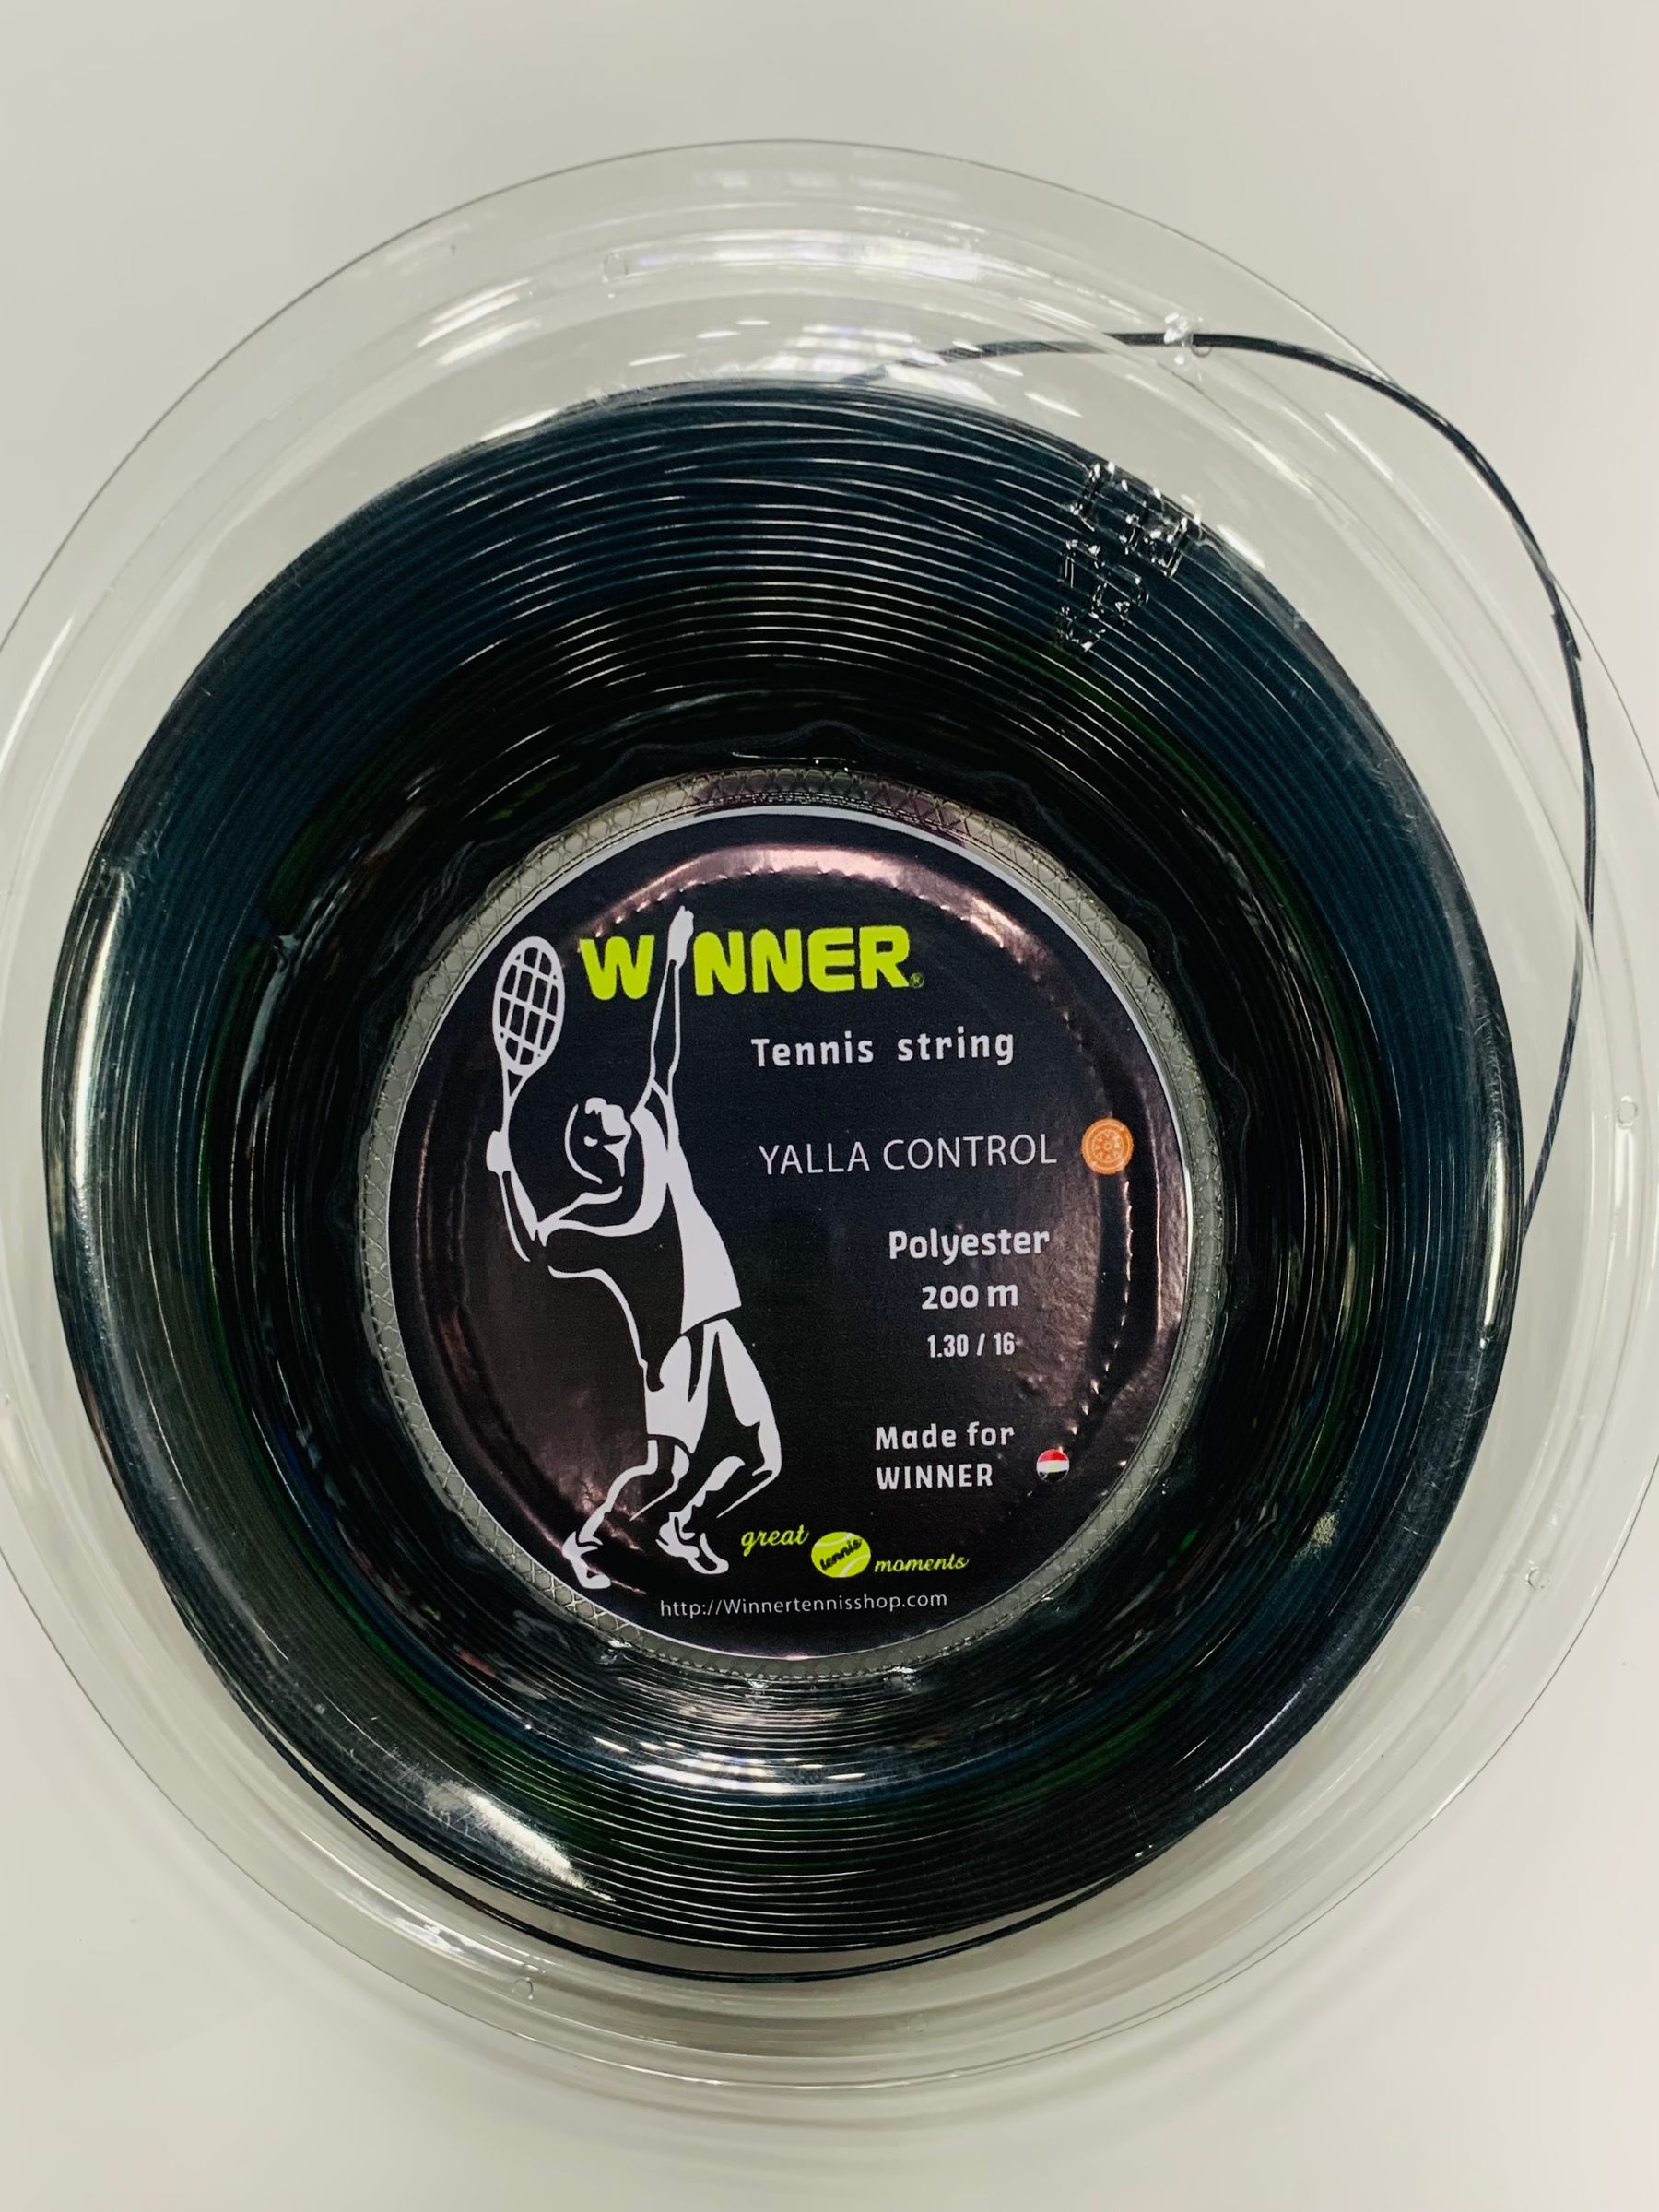 WINNER®
Tennis string
YALLA CONTROL
Polyester
200 m
1.30 / 16
Made for
WINNER
great tennis moments
http://Winnertennisshop.com